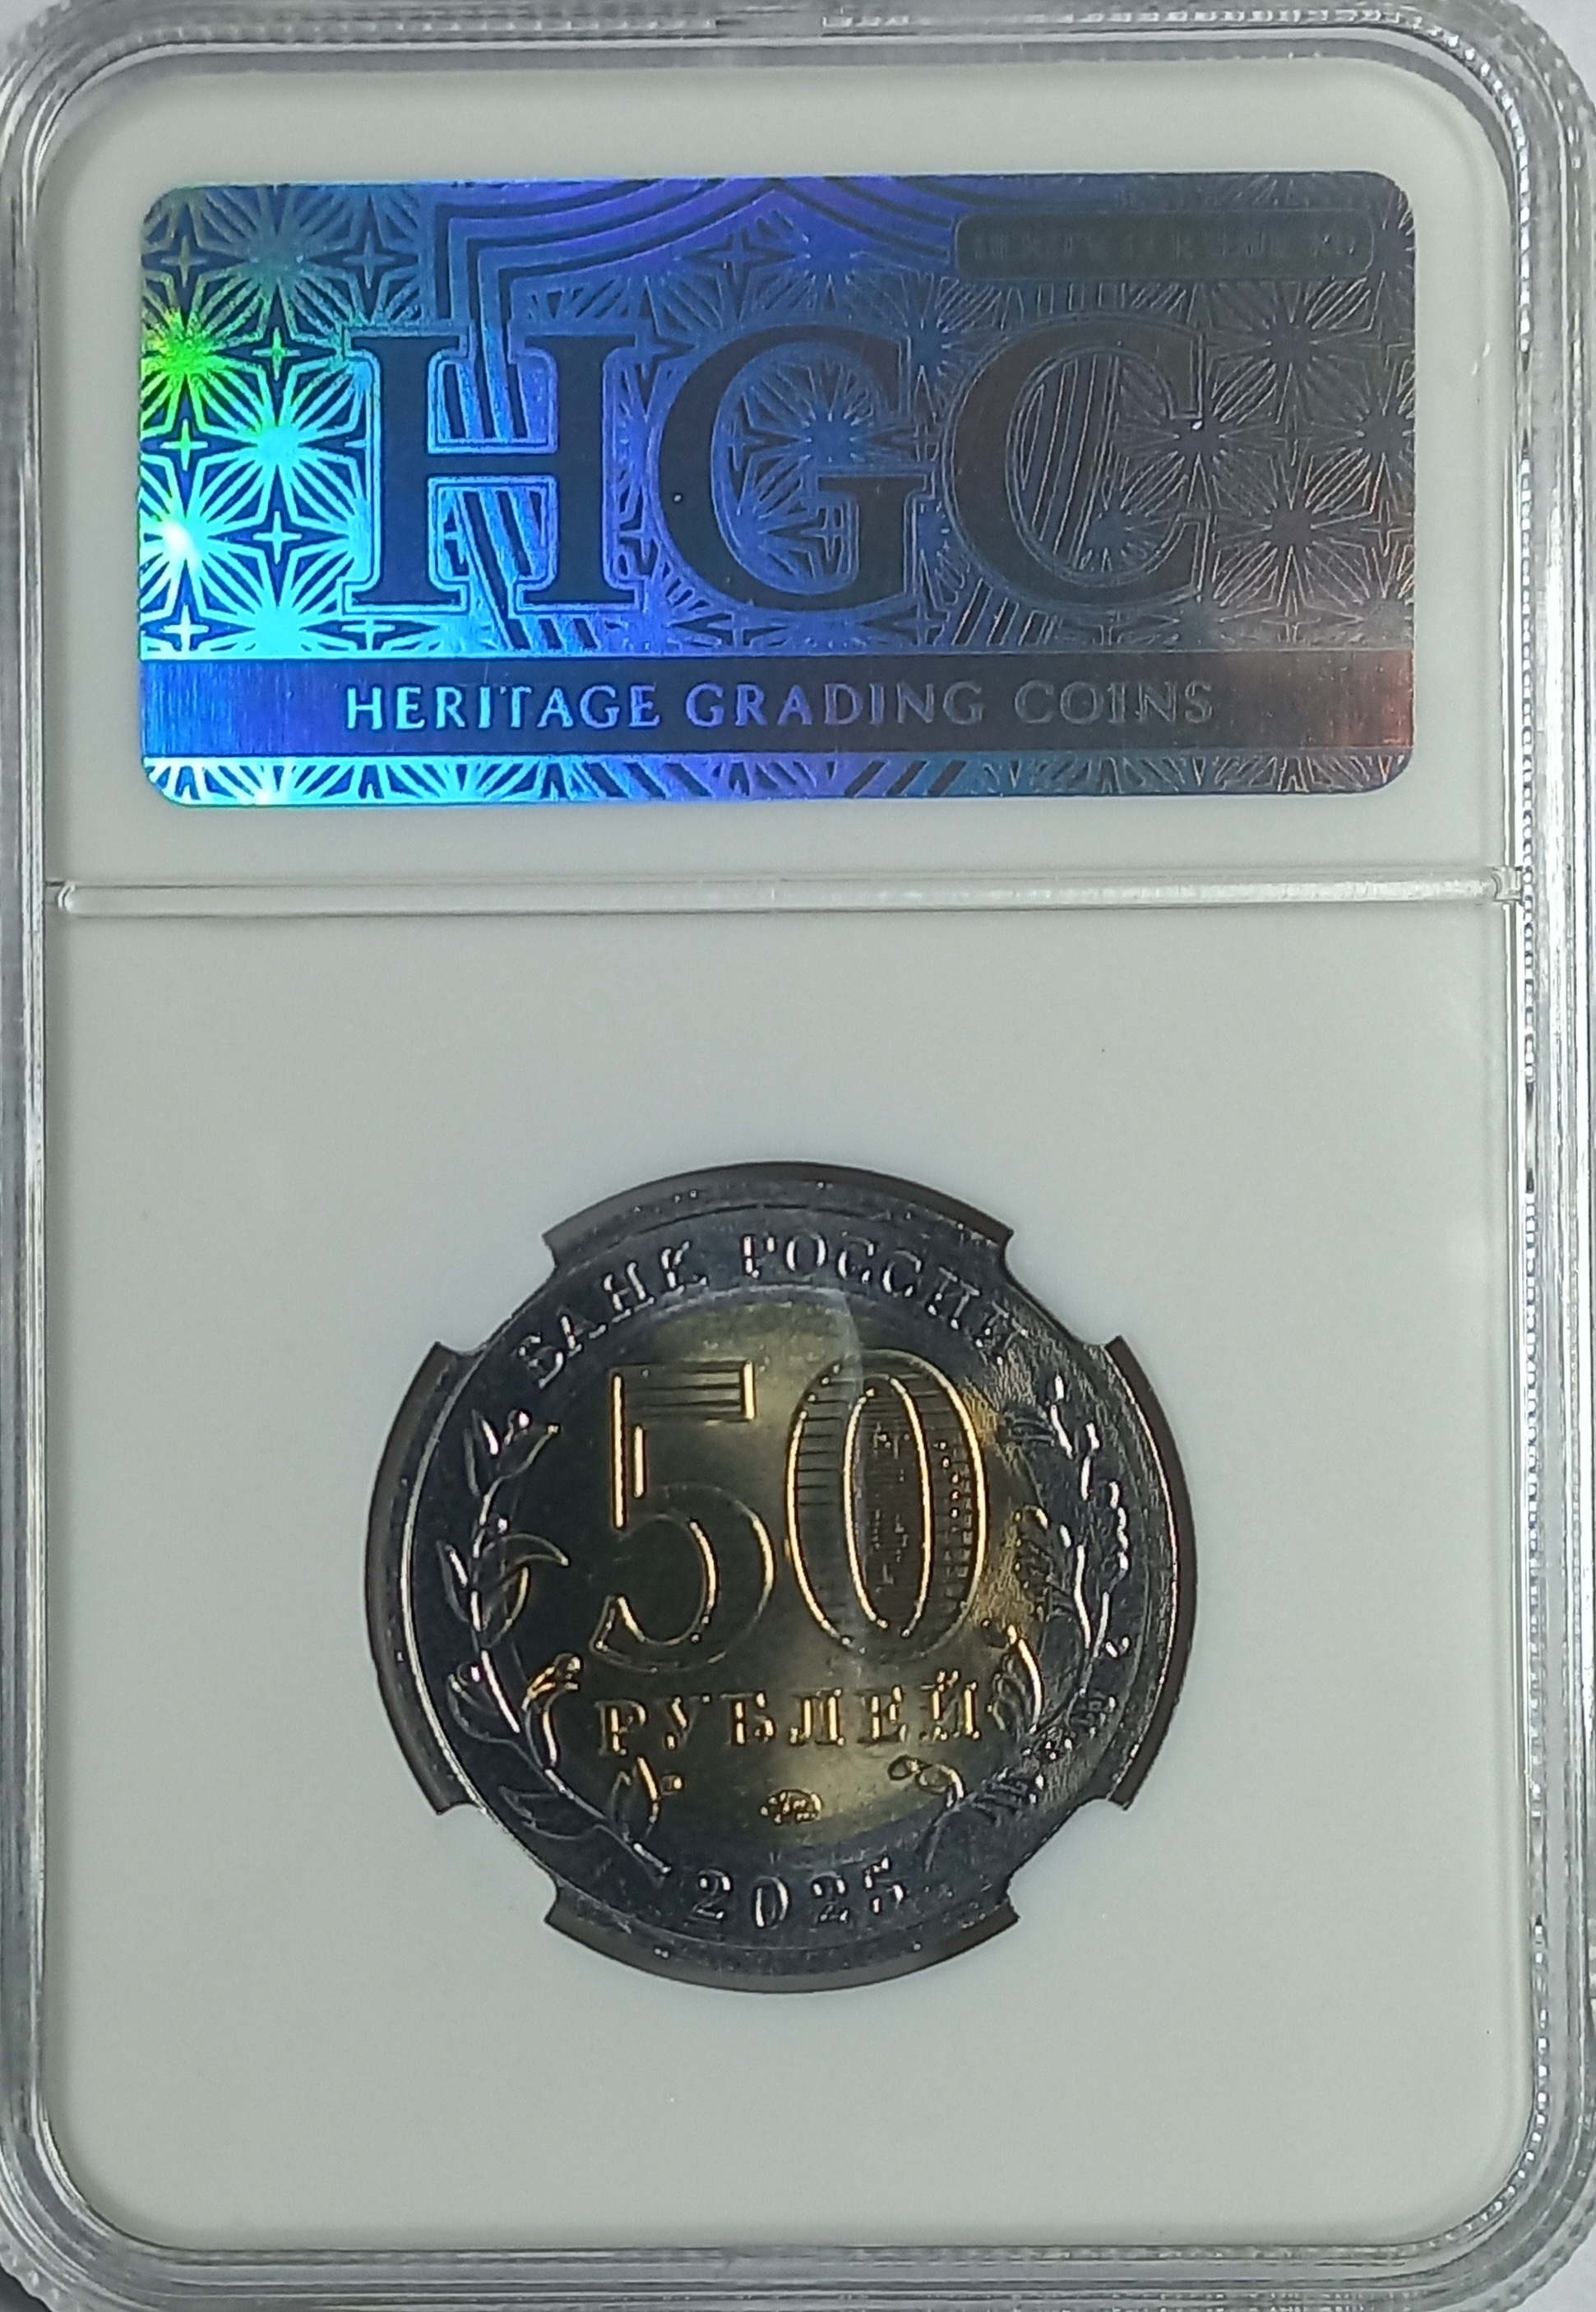 HGC
HERITAGE GRADING COINS
БАНК РОССИИ
50
РУБЛЕЙ
2025